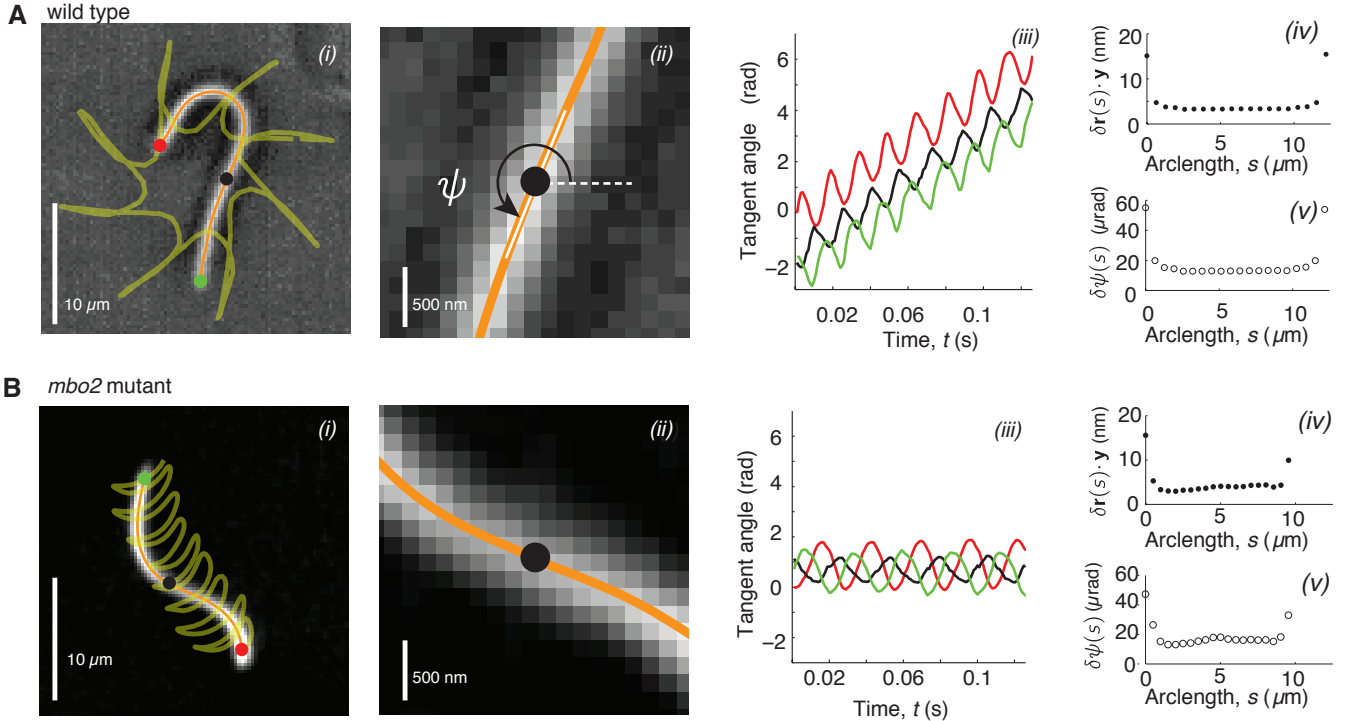 A wild type
(i)
10 µm
(ii)
ψ
500 nm
(iii)
Tangent angle (rad)
6
4
2
0
−2
0.02 0.06 0.1
Time, t (s)
(iv)
δr(s) · y (nm)
20
10
0
0 5 10
Arclength, s (µm)
(v)
δψ(s) (µrad)
60
40
20
0
0 5 10
Arclength, s (µm)
B mbo2 mutant
(i)
10 µm
(ii)
500 nm
(iii)
Tangent angle (rad)
6
4
2
0
−2
0.02 0.06 0.1
Time, t (s)
(iv)
δr(s) · y (nm)
20
10
0
0 5 10
Arclength, s (µm)
(v)
δψ(s) (µrad)
60
40
20
0
0 5 10
Arclength, s (µm)